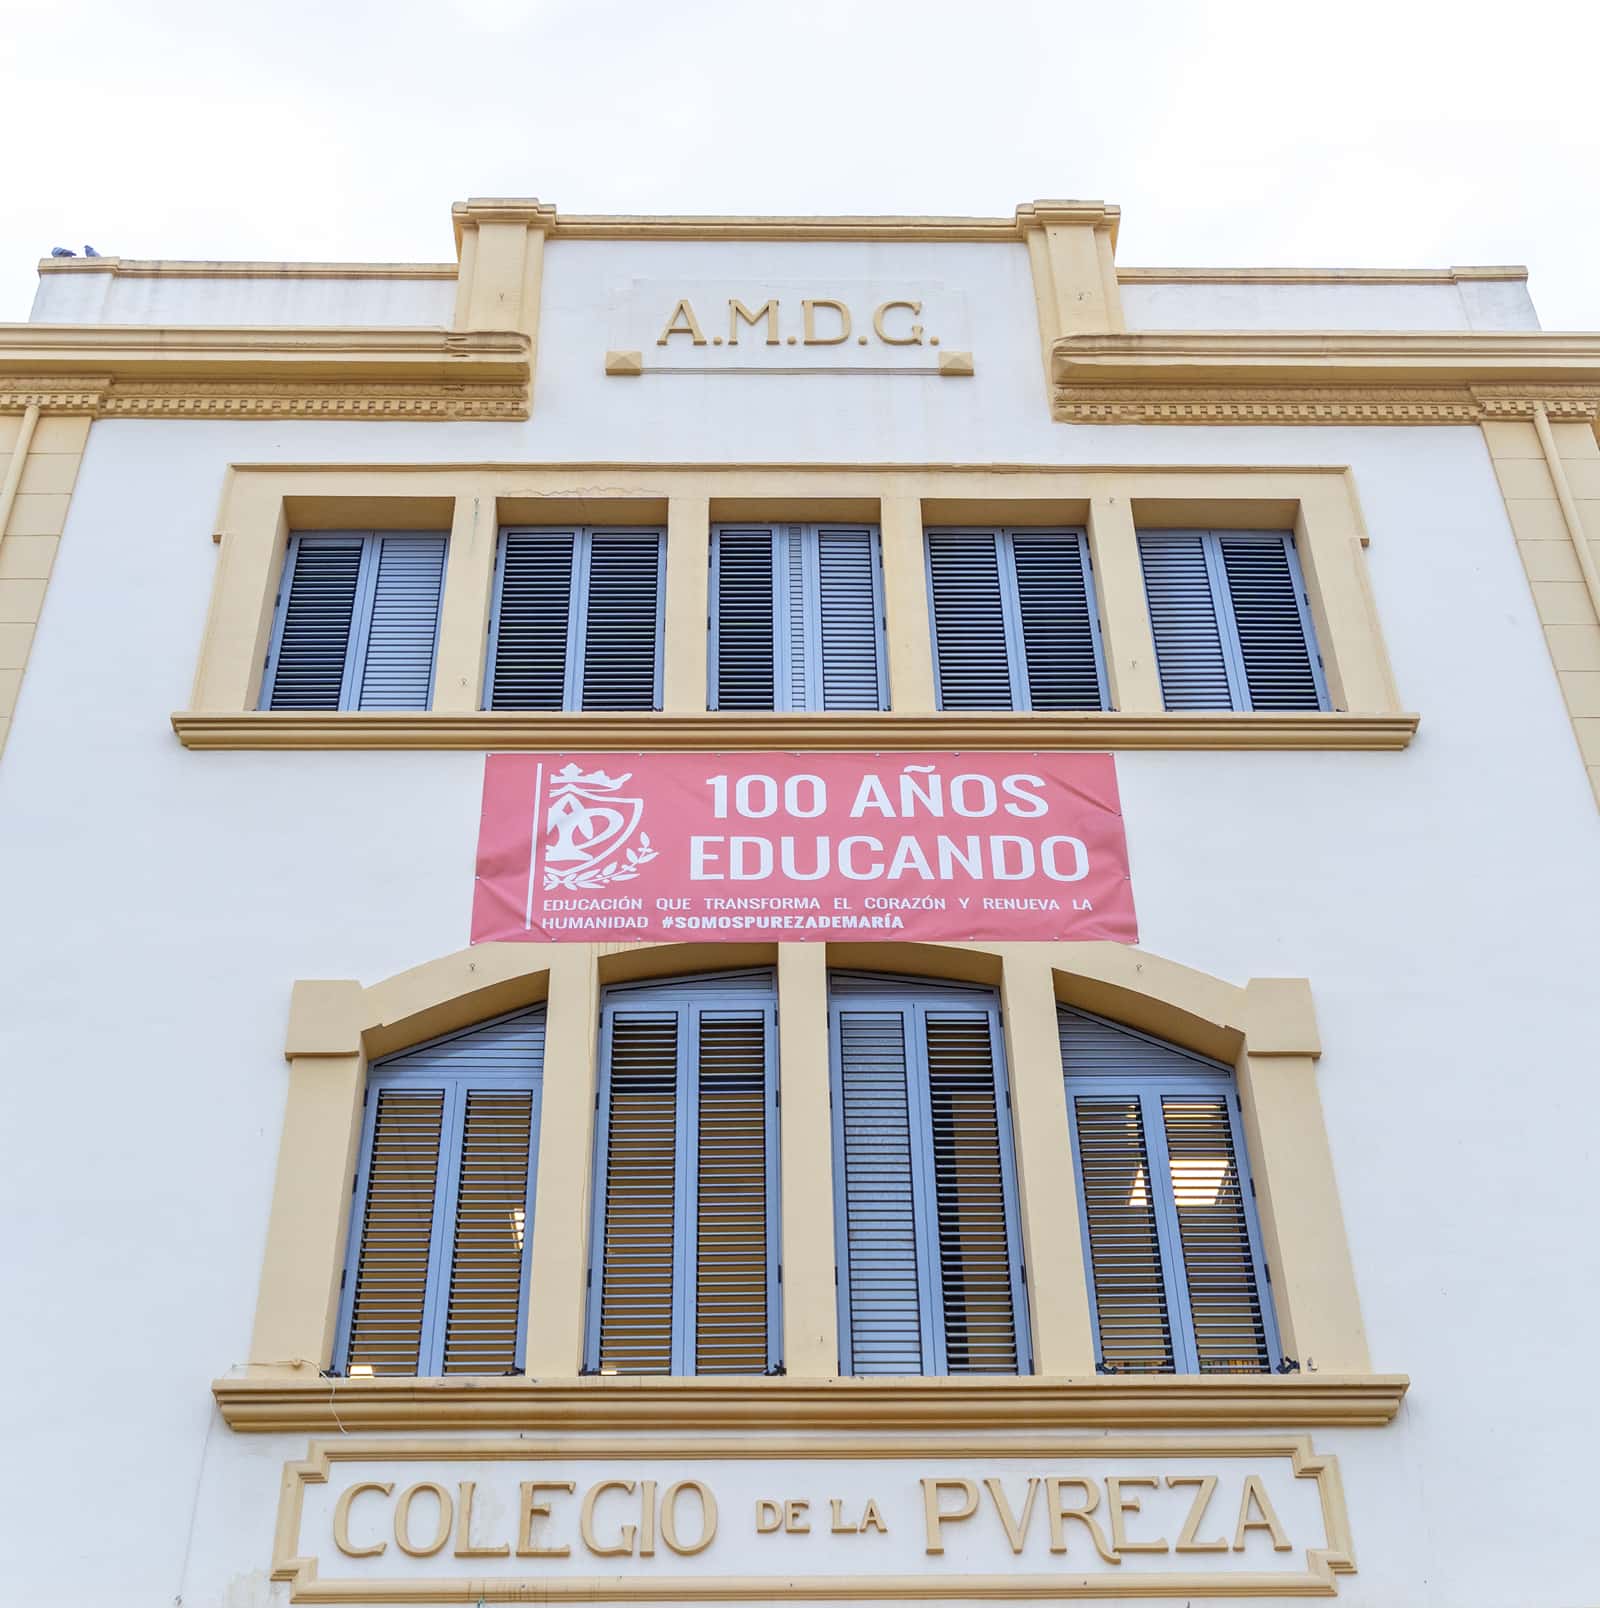 A.M.D.G.
100 AÑOS
EDUCANDO
EDUCACIÓN QUE TRANSFORMA EL CORAZÓN Y RENUEVA LA
HUMANIDAD #SOMOSPUREZADEMARÍA
COLEGIO DE LA PVREZA